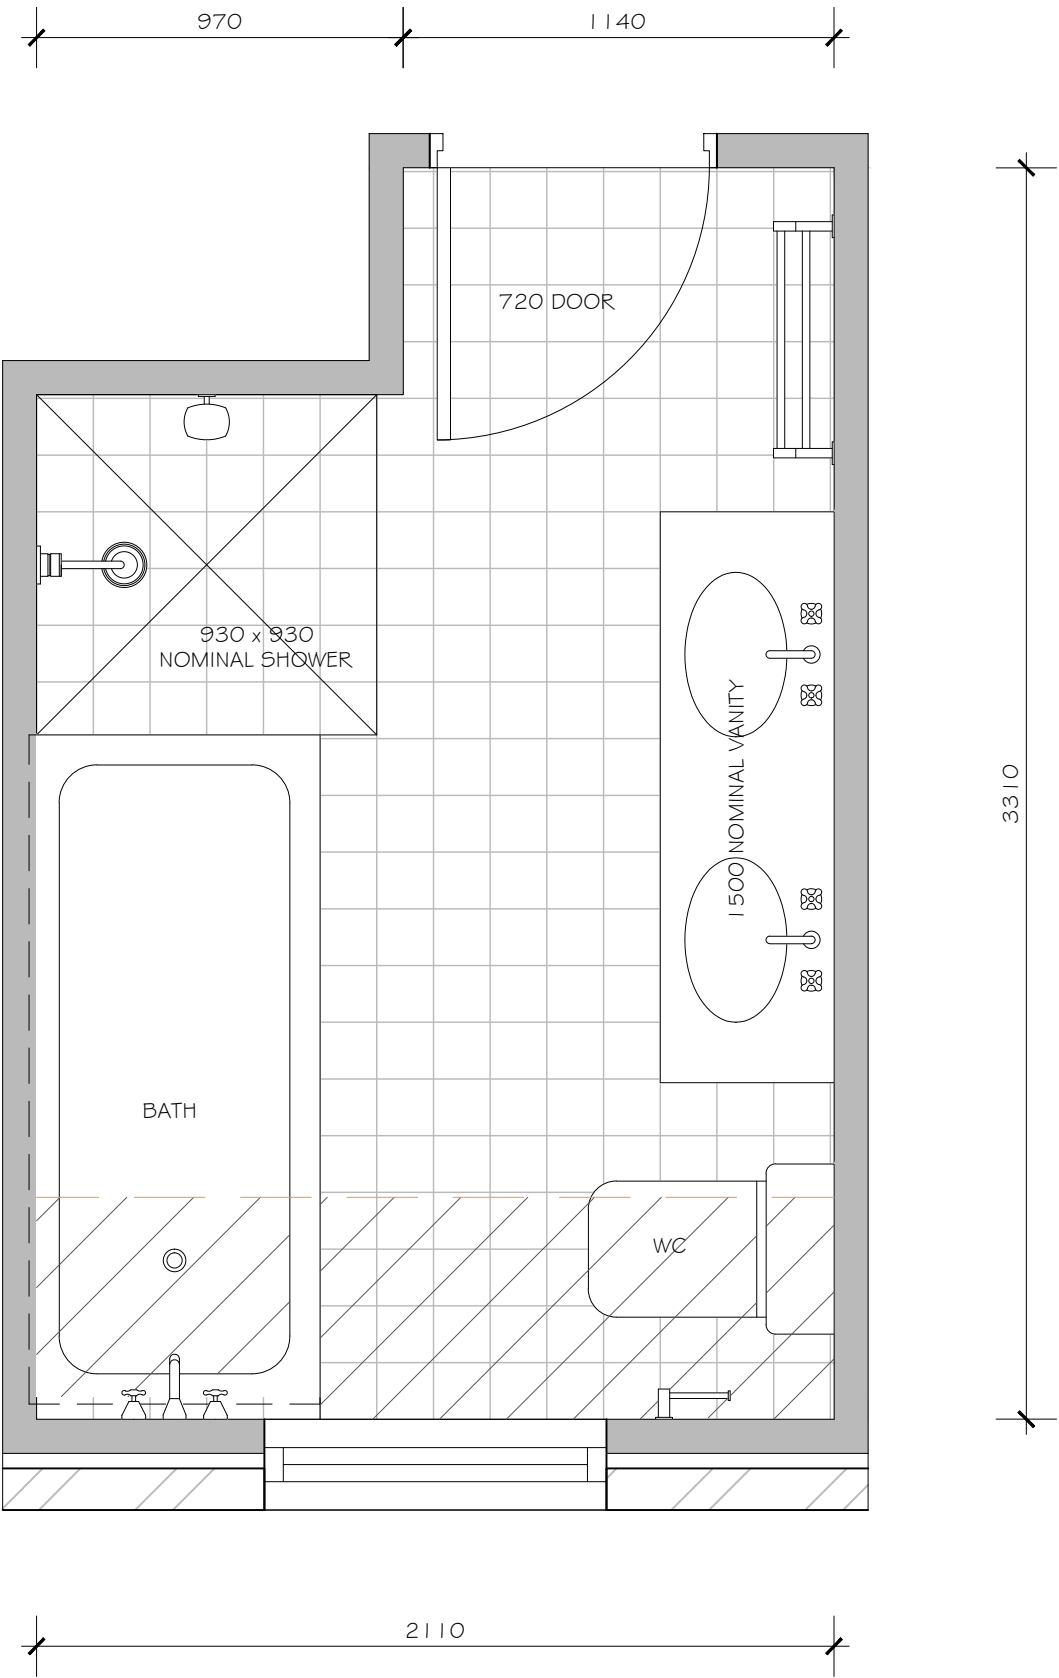 970
1140
720 DOOR
930 x 930
NOMINAL SHOWER
1500 NOMINAL VANITY
3310
BATH
WC
2110